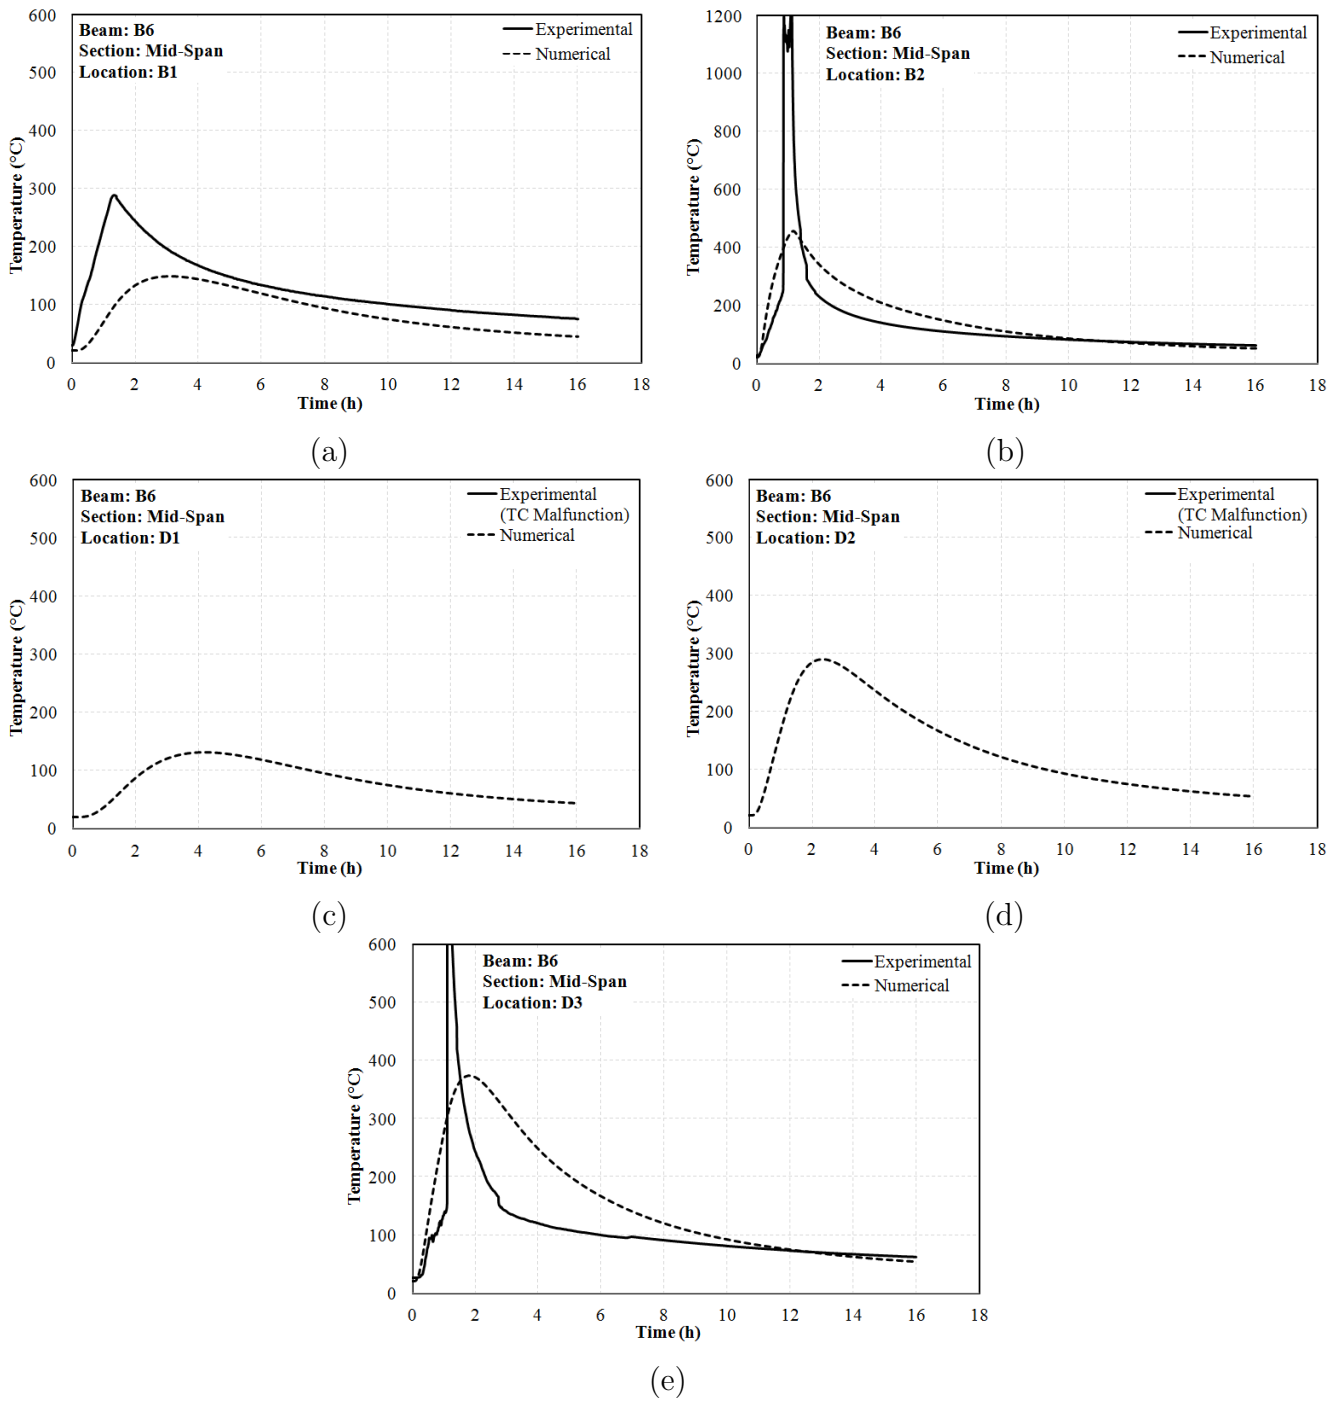 600
500
400
300
200
100
0
Temperature (°C)
Beam: B6
Section: Mid-Span
Location: B1
Experimental
Numerical
0 2 4 6 8 10 12 14 16 18
Time (h)
(a)
1200
1000
800
600
400
200
0
Temperature (°C)
Beam: B6
Section: Mid-Span
Location: B2
Experimental
Numerical
0 2 4 6 8 10 12 14 16 18
Time (h)
(b)
600
500
400
300
200
100
0
Temperature (°C)
Beam: B6
Section: Mid-Span
Location: D1
Experimental
(TC Malfunction)
Numerical
0 2 4 6 8 10 12 14 16 18
Time (h)
(c)
600
500
400
300
200
100
0
Temperature (°C)
Beam: B6
Section: Mid-Span
Location: D2
Experimental
(TC Malfunction)
Numerical
0 2 4 6 8 10 12 14 16 18
Time (h)
(d)
600
500
400
300
200
100
0
Temperature (°C)
Beam: B6
Section: Mid-Span
Location: D3
Experimental
Numerical
0 2 4 6 8 10 12 14 16 18
Time (h)
(e)